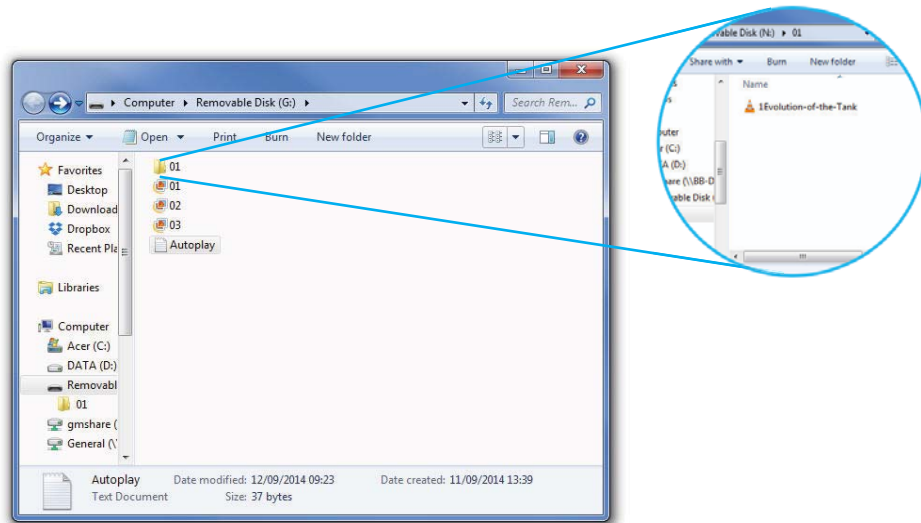 Computer Removable Disk (G:) Search Rem...
Organize Open Print Burn New folder
Favorites
Desktop
Download
Dropbox
Recent Pla
Libraries
Computer
Acer (C:)
DATA (D:)
Removabl
01
gmshare (
General (\'
01
01
02
03
Autoplay
Autoplay Date modified: 12/09/2014 09:23 Date created: 11/09/2014 13:39
Text Document Size: 37 bytes
vable Disk (N:) 01
Share with Burn New folder
Name
1Evolution-of-the-Tank
uter
r (C:)
A (D:)
are (\\BB-D
able Disk